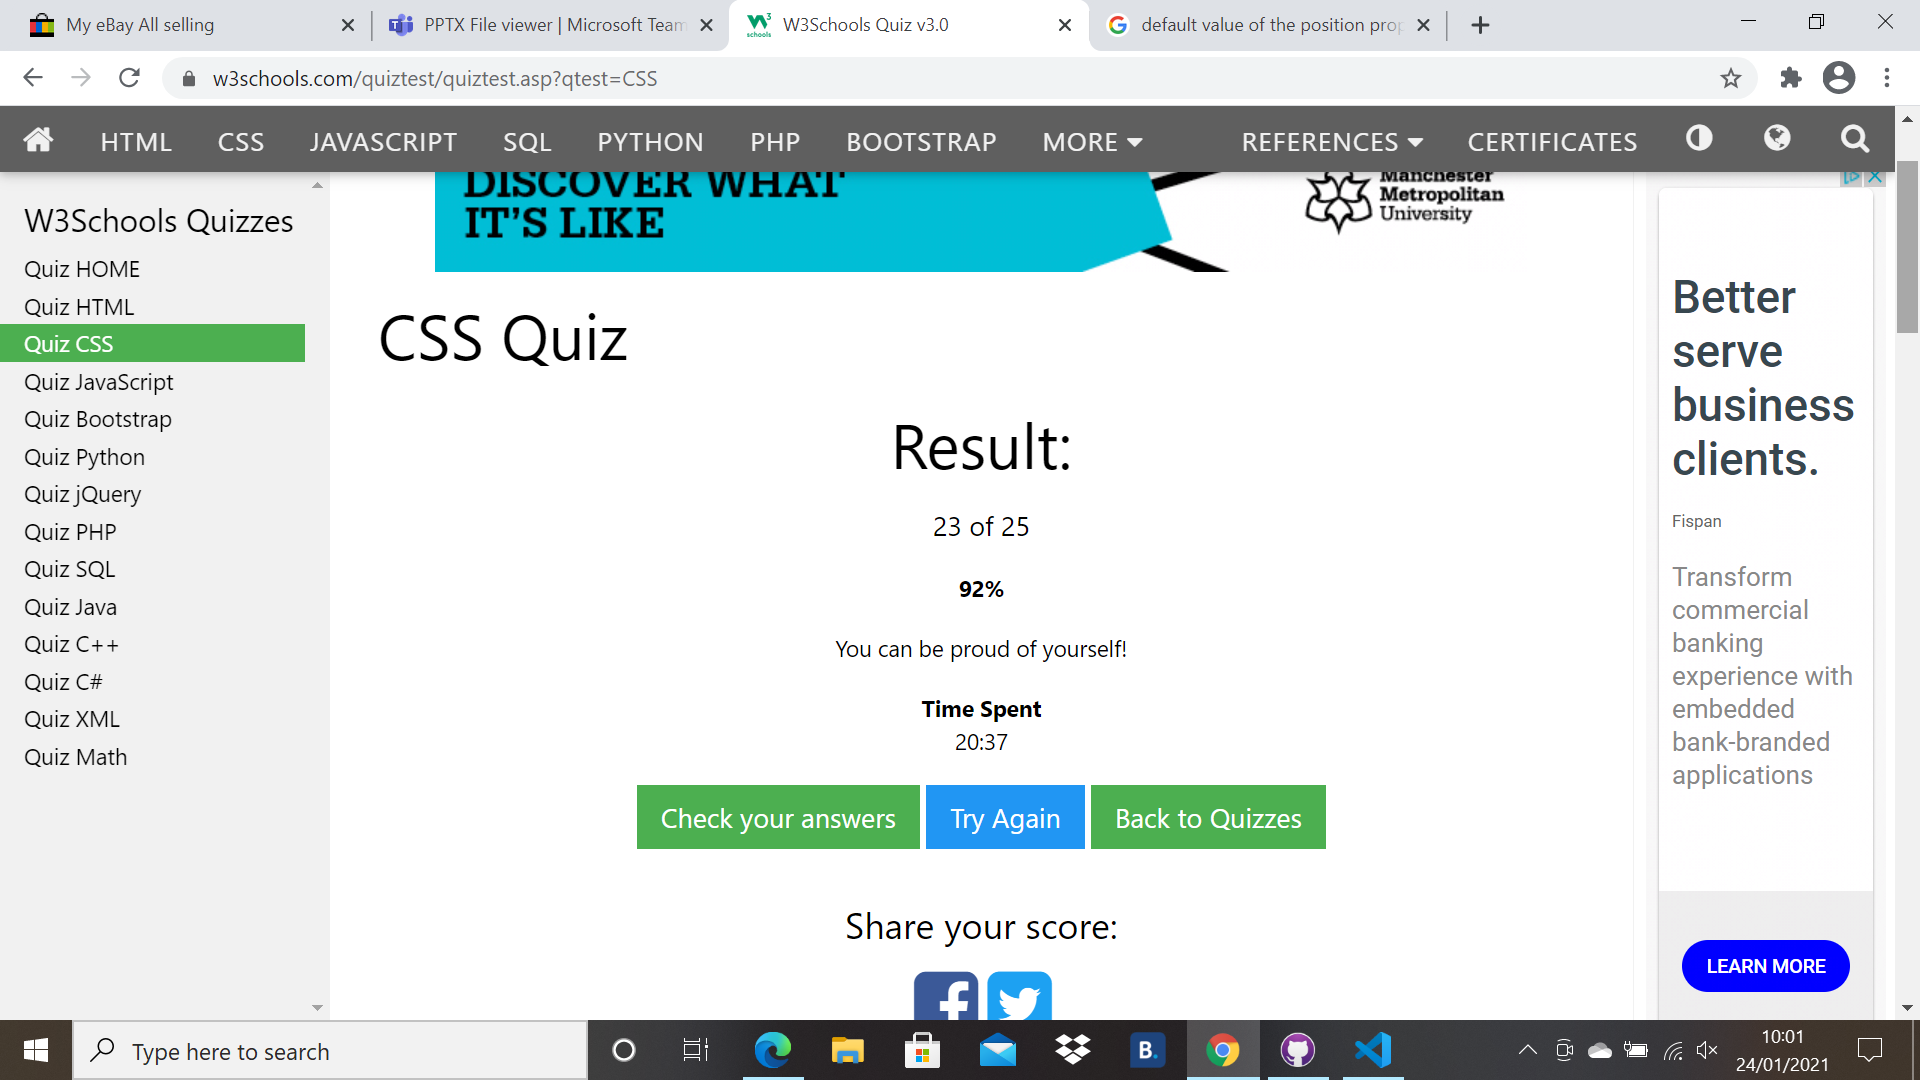 My eBay All selling
PPTX File viewer | Microsoft Team
W3Schools Quiz v3.0
default value of the position prop
w3schools.com/quiztest/quiztest.asp?qtest=CSS
HTML CSS JAVASCRIPT SQL PYTHON PHP BOOTSTRAP MORE REFERENCES CERTIFICATES
W3Schools Quizzes
Quiz HOME
Quiz HTML
Quiz CSS
Quiz JavaScript
Quiz Bootstrap
Quiz Python
Quiz jQuery
Quiz PHP
Quiz SQL
Quiz Java
Quiz C++
Quiz C#
Quiz XML
Quiz Math
DISCOVER WHAT
IT'S LIKE
Manchester
Metropolitan
University
CSS Quiz
Result:
23 of 25
92%
You can be proud of yourself!
Time Spent
20:37
Check your answers
Try Again
Back to Quizzes
Share your score:
Better
serve
business
clients.
Fispan
Transform
commercial
banking
experience with
embedded
bank-branded
applications
LEARN MORE
Type here to search
B.
10:01
24/01/2021